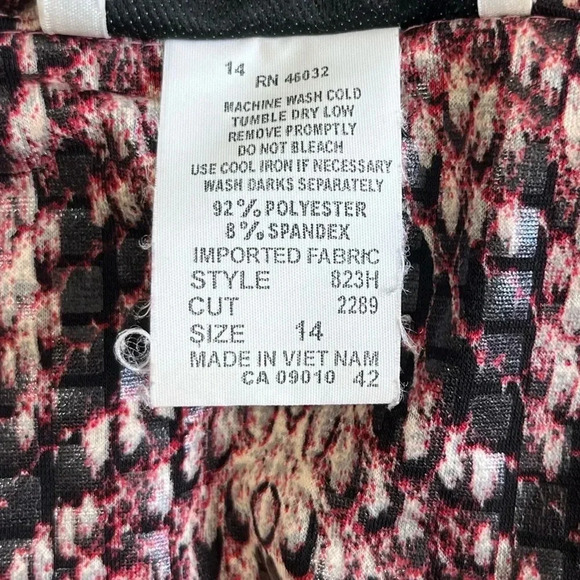 14 RN 46032
MACHINE WASH COLD
TUMBLE DRY LOW
REMOVE PROMPTLY
DO NOT BLEACH
USE COOL IRON IF NECESSARY
WASH DARKS SEPARATELY
92% POLYESTER
8% SPANDEX
IMPORTED FABRIC
STYLE 823H
CUT 2289
SIZE 14
MADE IN VIET NAM
CA 09010 42